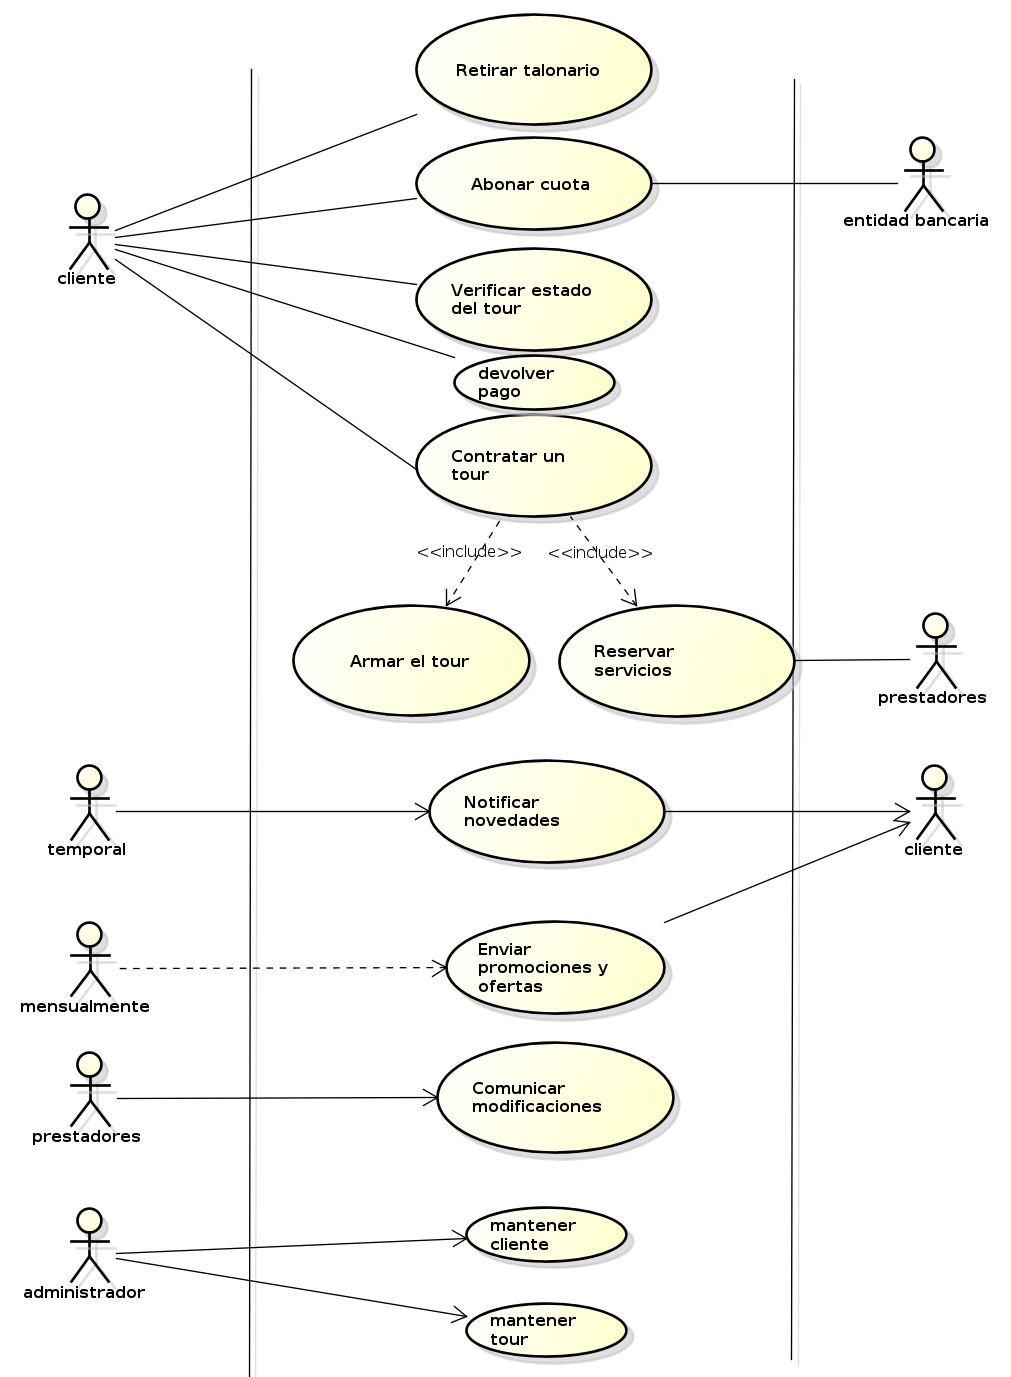 Retirar talonario
Abonar cuota
entidad bancaria
cliente
Verificar estado
del tour
devolver
pago
Contratar un
tour
<<include>>
<<include>>
Armar el tour
Reservar
servicios
prestadores
temporal
Notificar
novedades
cliente
mensualmente
Enviar
promociones y
ofertas
prestadores
Comunicar
modificaciones
administrador
mantener
cliente
mantener
tour